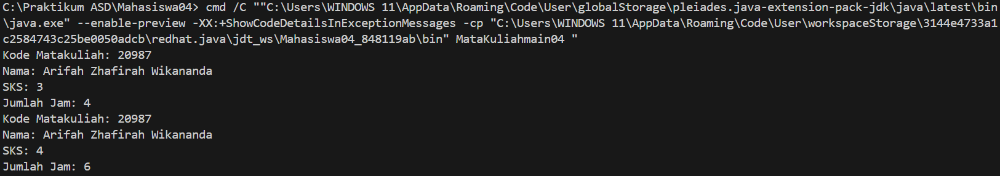 C:\Praktikum ASD\Mahasiswa04> cmd /C ""C:\Users\WINDOWS 11\AppData\Roaming\Code\User\globalStorage\pleiades.java-extension-pack-jdk\java\latest\bin
\java.exe" --enable-preview -XX:+ShowCodeDetailsInExceptionMessages -cp "C:\Users\WINDOWS 11\AppData\Roaming\Code\User\workspaceStorage\3144e4733a1
c2584743c25be0050adcb\redhat.java\jdt_ws\Mahasiswa04_848119ab\bin" MataKuliahmain04 "
Kode Matakuliah: 20987
Nama: Arifah Zhafirah Wikananda
SKS: 3
Jumlah Jam: 4
Kode Matakuliah: 20987
Nama: Arifah Zhafirah Wikananda
SKS: 4
Jumlah Jam: 6